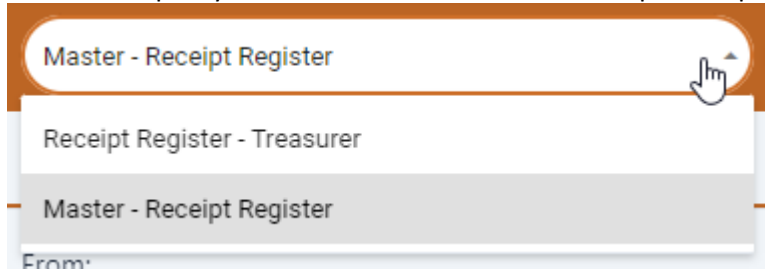 Master - Receipt Register
Receipt Register - Treasurer
Master - Receipt Register
From: